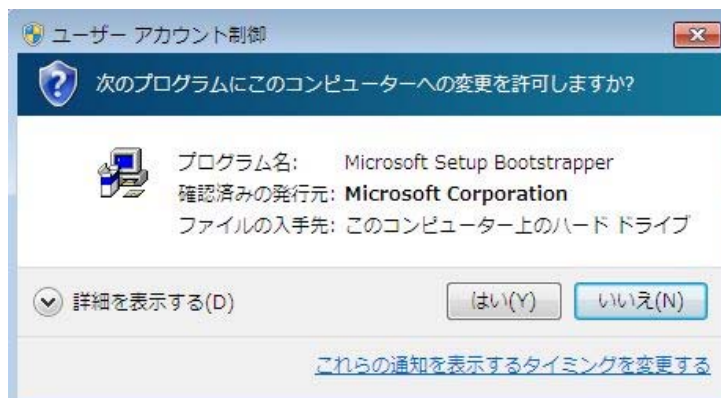 ユーザー アカウント制御
次のプログラムにこのコンピューターへの変更を許可しますか?
プログラム名: Microsoft Setup Bootstrapper
確認済みの発行元: Microsoft Corporation
ファイルの入手先: このコンピューター上のハード ドライブ
詳細を表示する(D) はい(Y) いいえ(N)
これらの通知を表示するタイミングを変更する